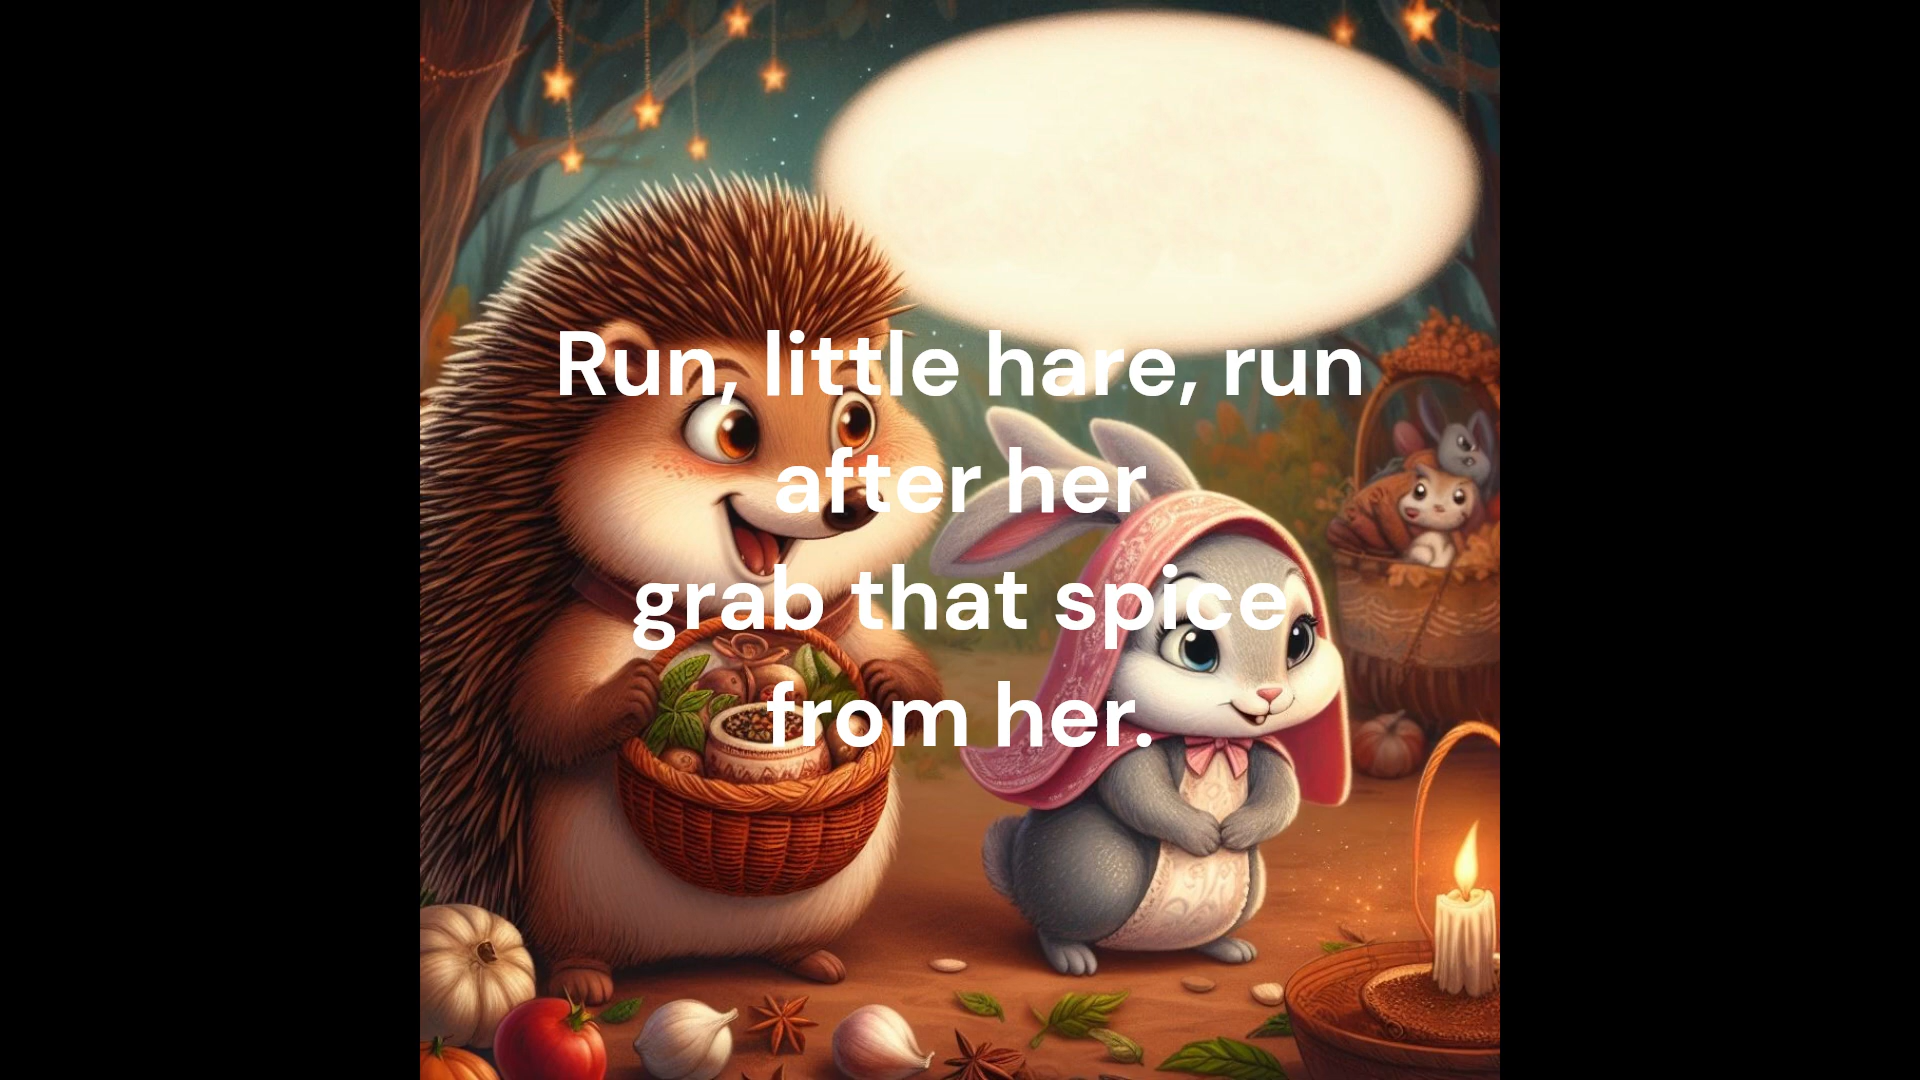 Run, little hare, run
after her
grab that spice
from her.